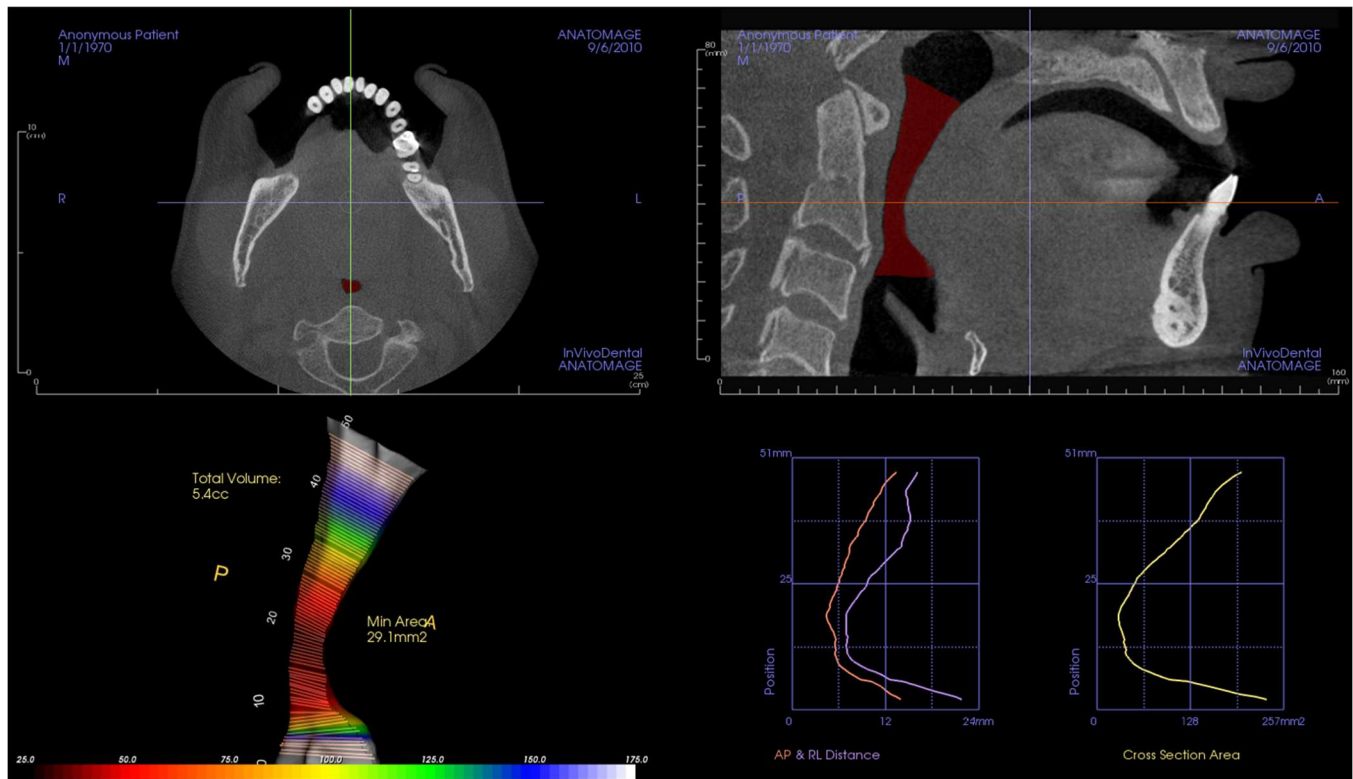 Anonymous Patient
1/1/1970
M
ANATOMAGE
9/6/2010
10
(cm)
R
L
0
InVivoDental
ANATOMAGE
0
25
(cm)
Anonymous Patient
1/1/1970
M
ANATOMAGE
9/6/2010
80
(mm)
P
A
0
InVivoDental
ANATOMAGE
0
160
(mm)
Total Volume:
5.4cc
P
50
40
30
20
10
0
Min Area:
29.1mm2
A
25.0
50.0
75.0
100.0
125.0
150.0
175.0
51mm
25
Position
0
12
24mm
AP & RL Distance
51mm
25
Position
0
128
257mm2
Cross Section Area